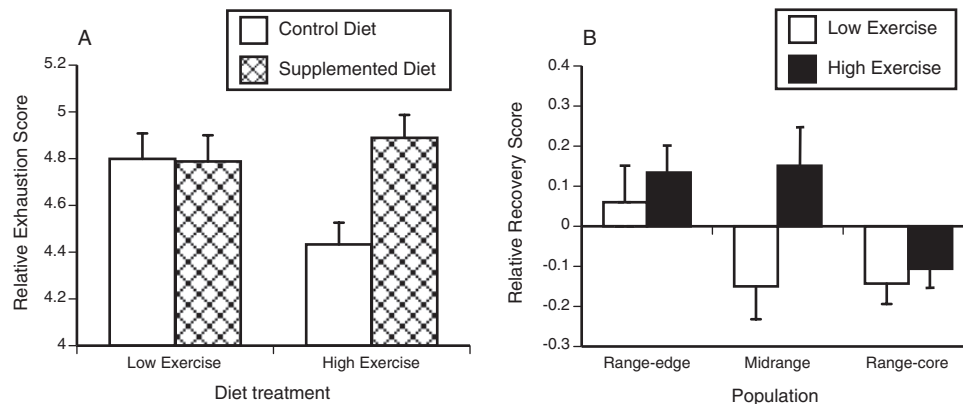 A
Control Diet
Supplemented Diet
5.2
5
4.8
4.6
4.4
4.2
4
Relative Exhaustion Score
Low Exercise
High Exercise
Diet treatment
B
Low Exercise
High Exercise
0.4
0.3
0.2
0.1
0
-0.1
-0.2
-0.3
Relative Recovery Score
Range-edge
Midrange
Range-core
Population